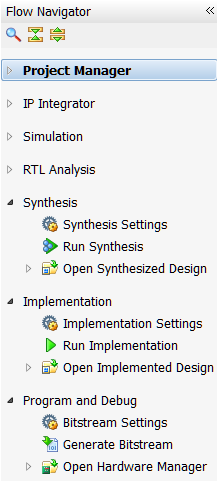 Flow Navigator
Project Manager
IP Integrator
Simulation
RTL Analysis
Synthesis
Synthesis Settings
Run Synthesis
Open Synthesized Design
Implementation
Implementation Settings
Run Implementation
Open Implemented Design
Program and Debug
Bitstream Settings
Generate Bitstream
Open Hardware Manager